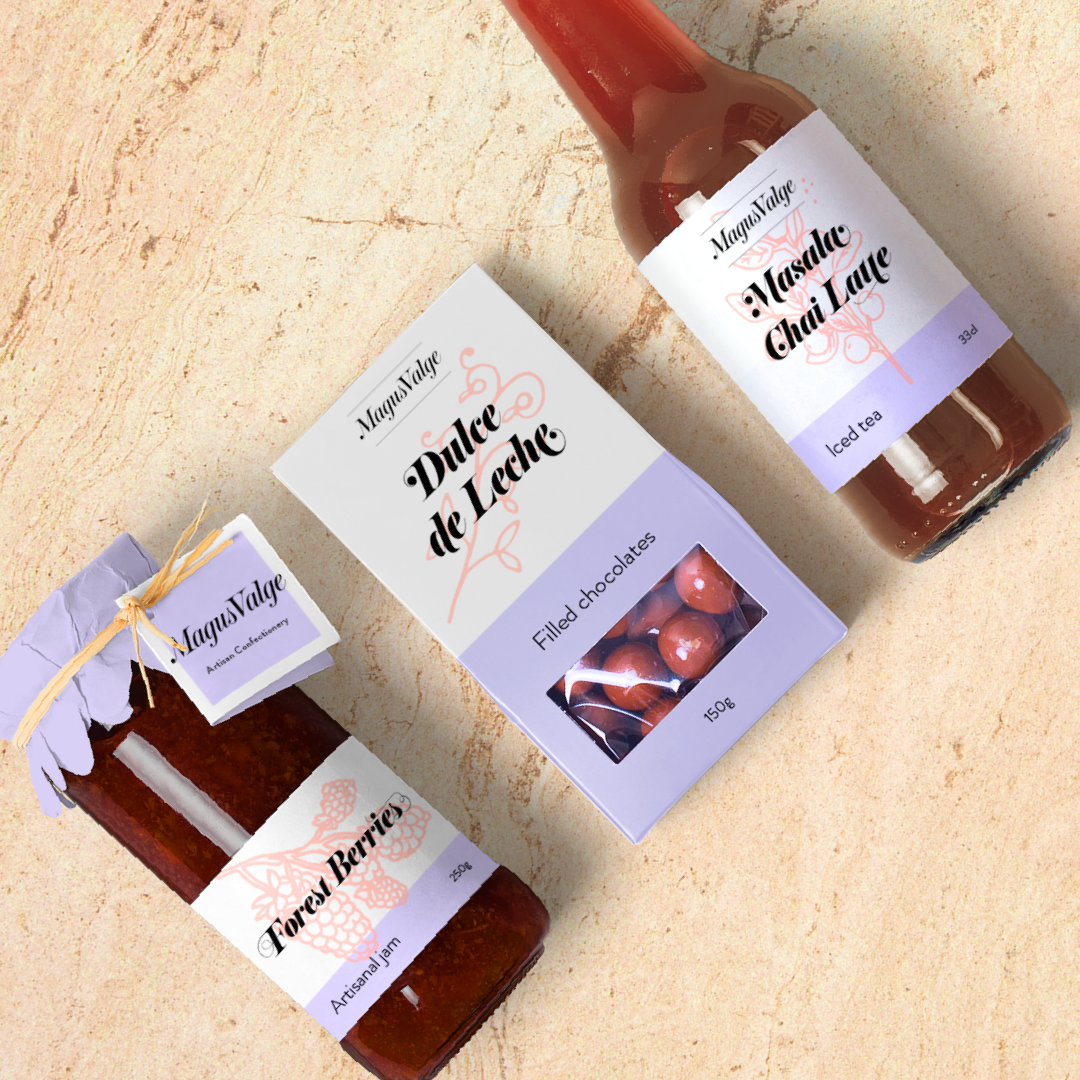 MagusValge
Masala
Chai Latte
Iced tea
33cl
MagusValge
Dulce
de Leche
Filled chocolates
150g
MagusValge
Artisan Confectionery
Forest Berries
Artisanal jam
250g